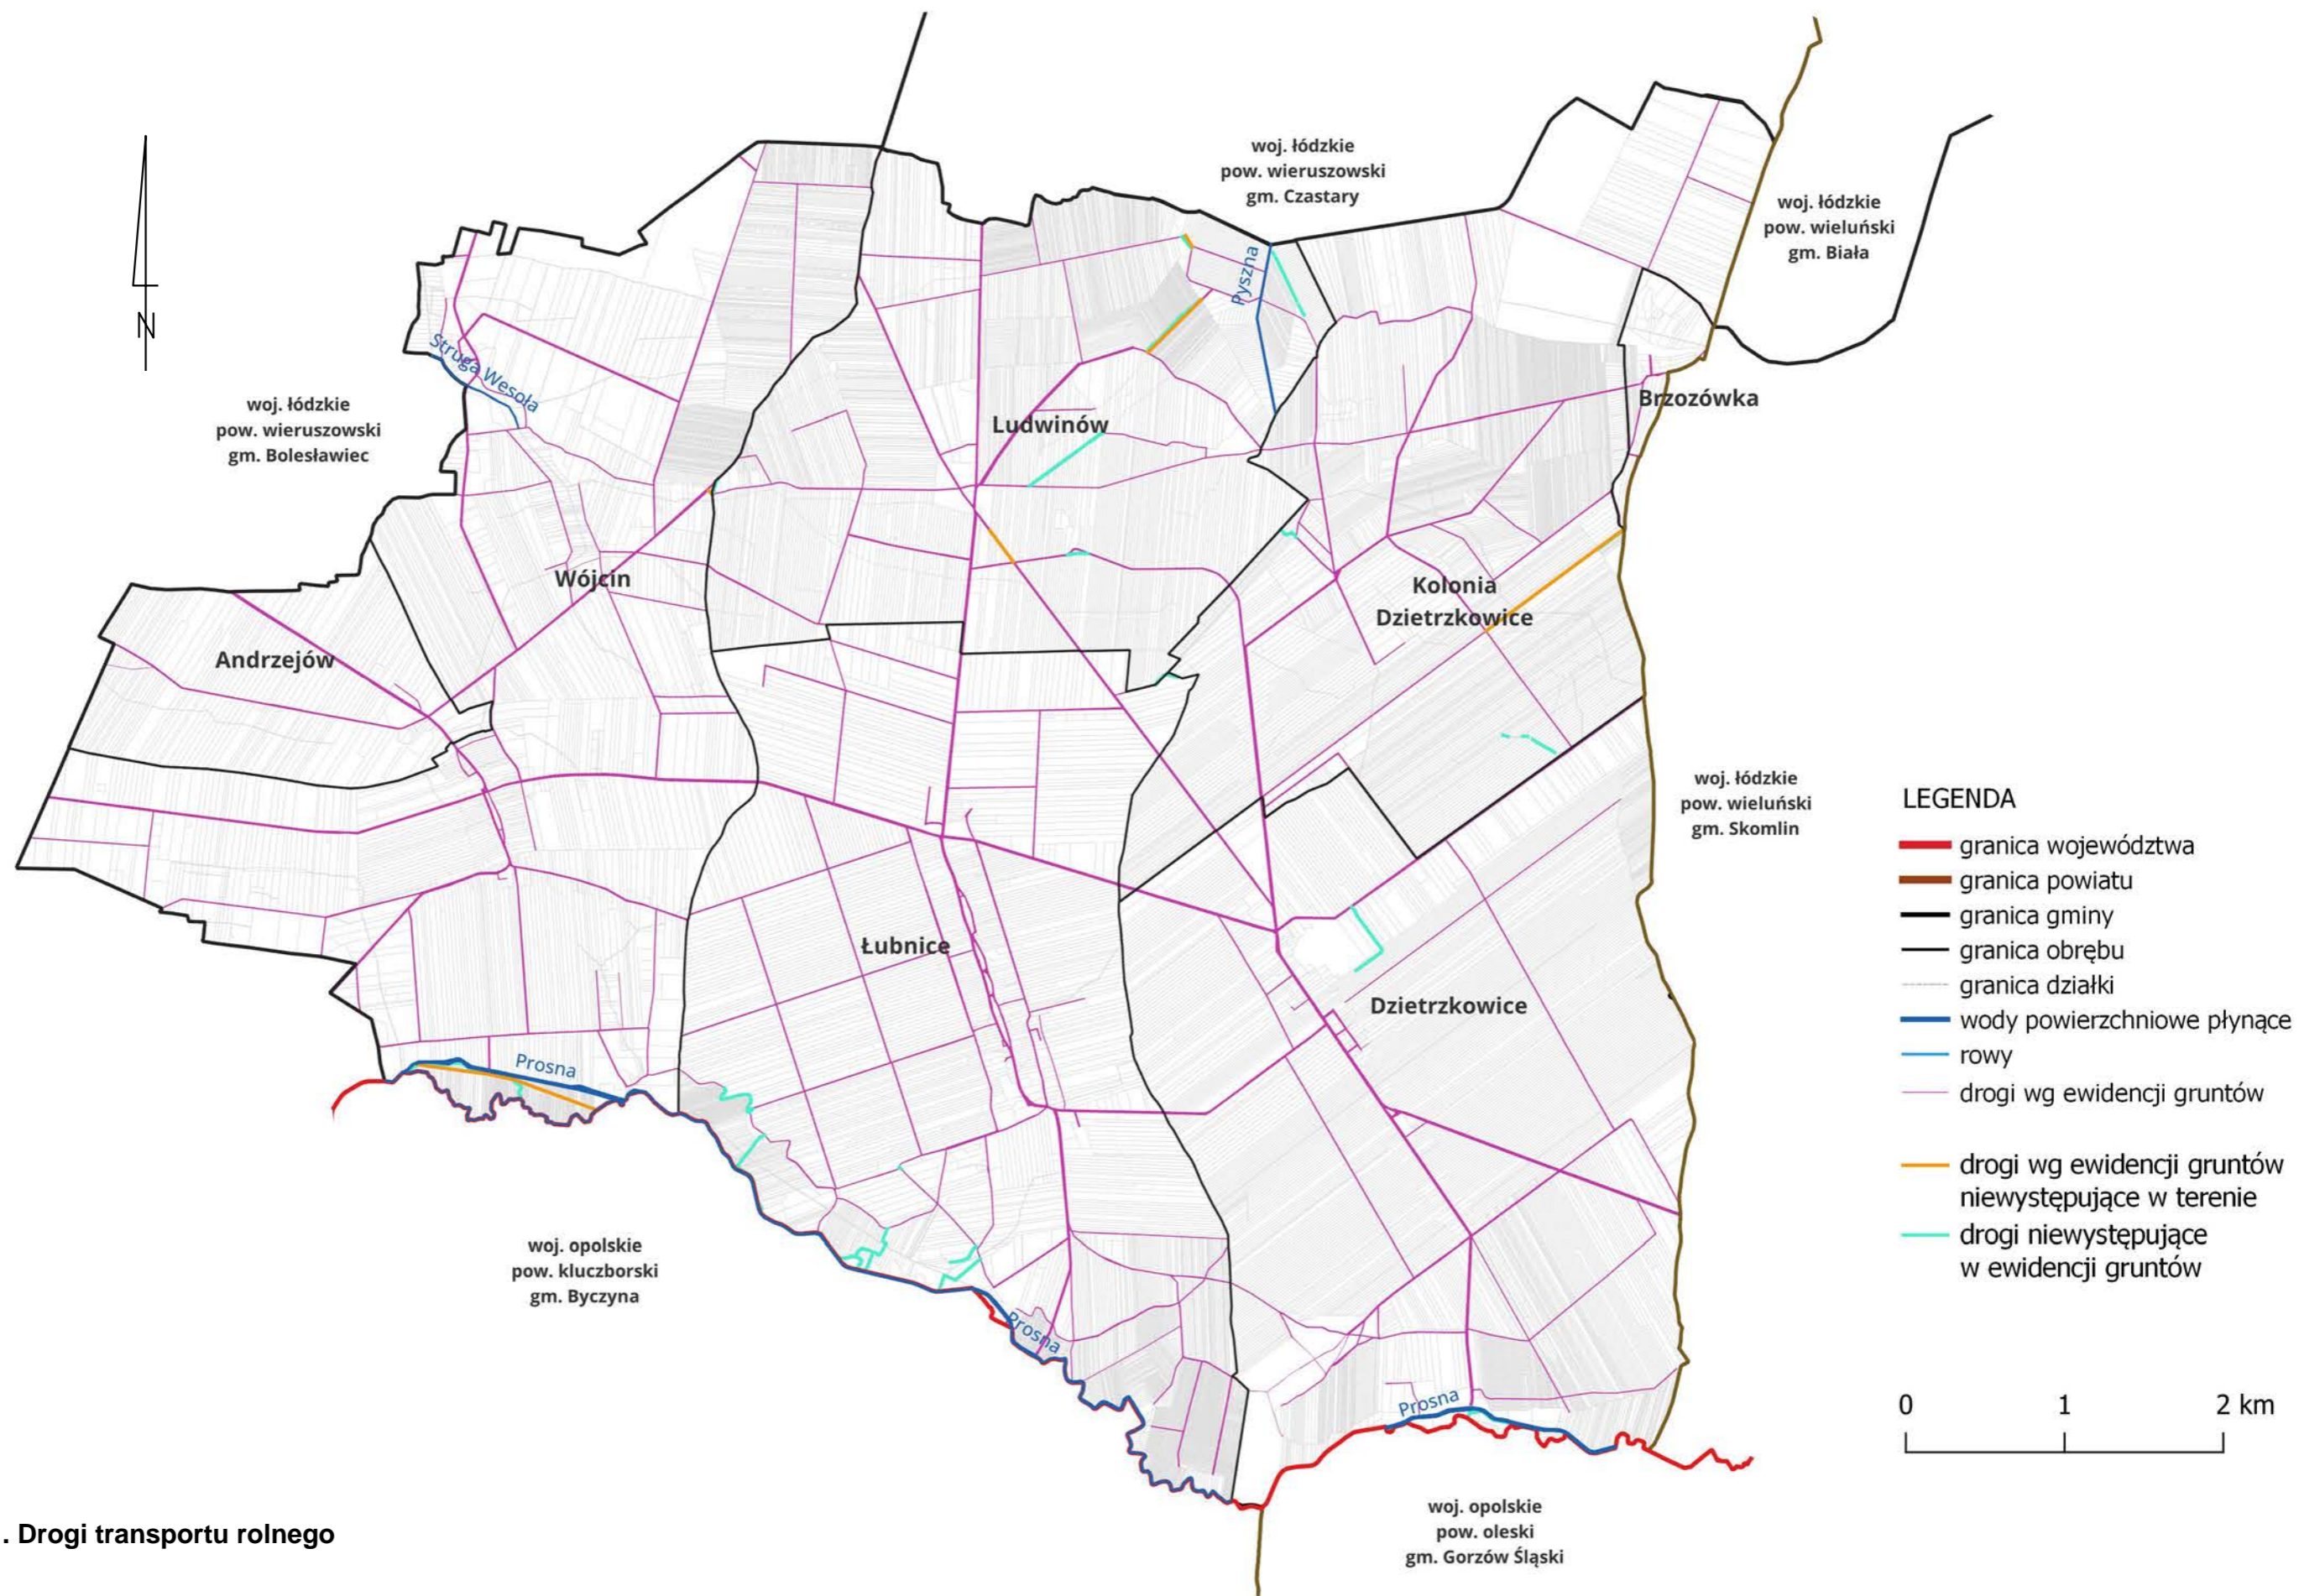 woj. łódzkie
pow. wieruszowski
gm. Czastary
woj. łódzkie
pow. wieluński
gm. Biała
N
Pyszna
Struga Wesoła
woj. łódzkie
pow. wieruszowski
gm. Bolesławiec
Ludwinów
Brzozówka
Wójcin
Kolonia
Dzietrzkowice
Andrzejów
woj. łódzkie
pow. wieluński
gm. Skomlin
Łubnice
Dzietrzkowice
Prosna
woj. opolskie
pow. kluczborski
gm. Byczyna
Prosna
Prosna
woj. opolskie
pow. oleski
gm. Gorzów Śląski
LEGENDA
granica województwa
granica powiatu
granica gminy
granica obrębu
granica działki
wody powierzchniowe płynące
rowy
drogi wg ewidencji gruntów
drogi wg ewidencji gruntów
niewystępujące w terenie
drogi niewystępujące
w ewidencji gruntów
0 1 2 km
. Drogi transportu rolnego